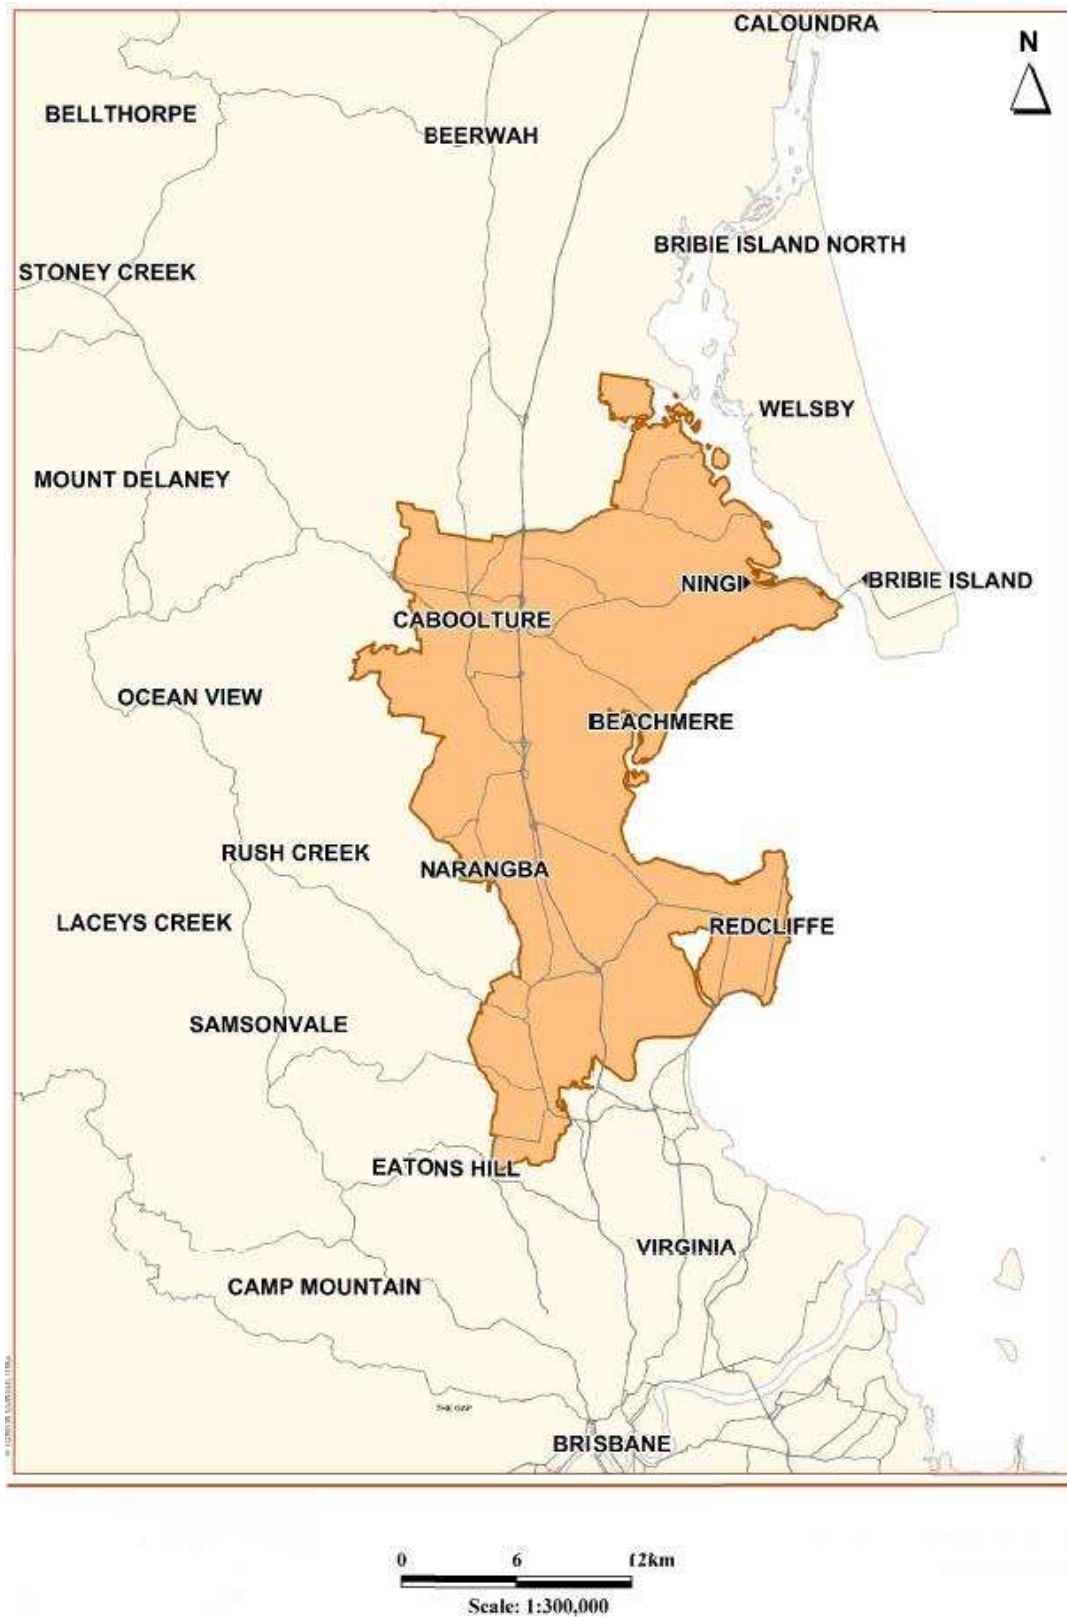 CALOUNDRA
N
BELLTHORPE
BEERWAH
BRIBIE ISLAND NORTH
STONEY CREEK
WELSBY
MOUNT DELANEY
NINGI
BRIBIE ISLAND
CABOOLTURE
OCEAN VIEW
BEACHMERE
RUSH CREEK
NARANGBA
LACEYS CREEK
REDCLIFFE
SAMSONVALE
EATONS HILL
VIRGINIA
CAMP MOUNTAIN
THE GAP
BRISBANE
0 6 12km
Scale: 1:300,000